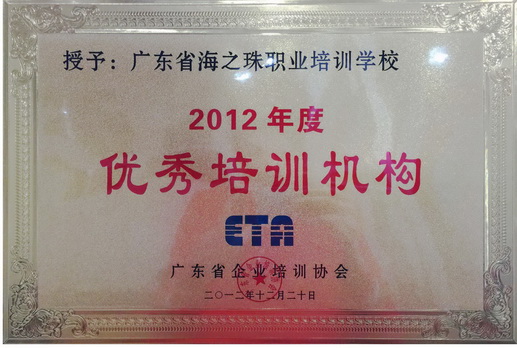 授予：广东省海之珠职业培训学校
2012年度
优秀培训机构
ETA
广东省企业培训协会
二〇一二年十二月二十日